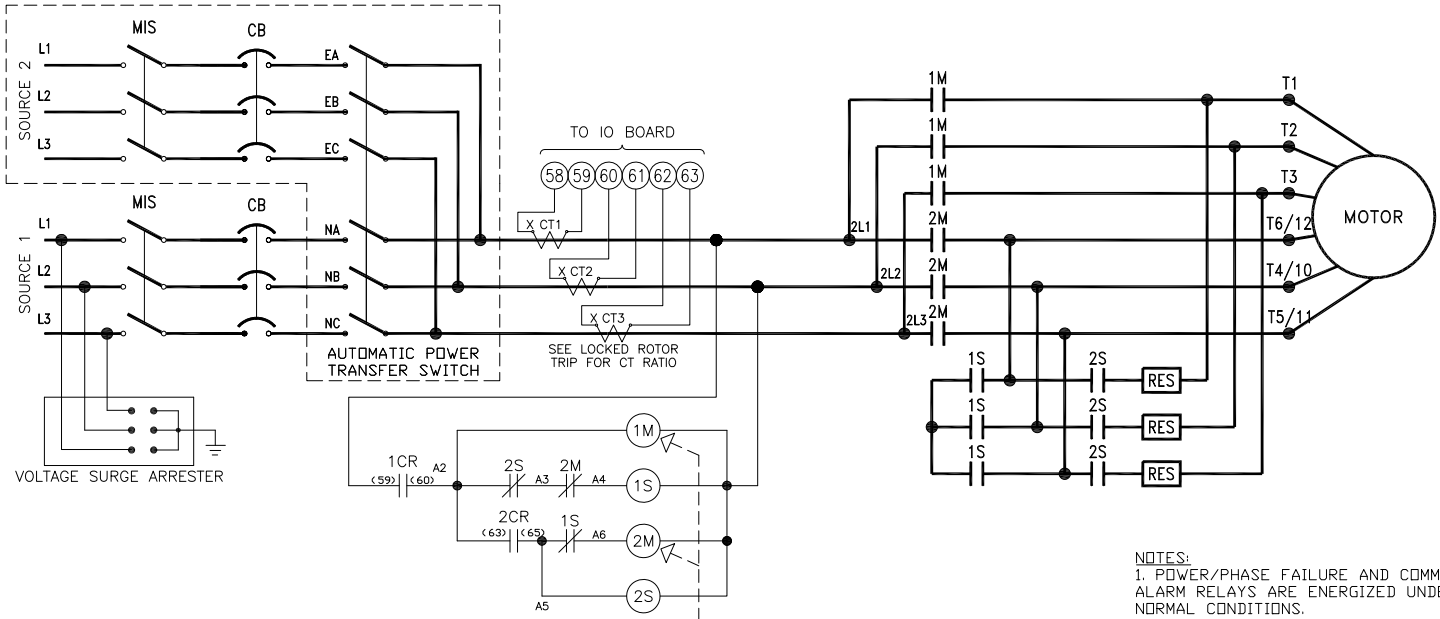 MIS
CB
SOURCE 2
L1
EA
L2
EB
L3
EC
TO IO BOARD
58 59 60 61 62 63
MIS
CB
SOURCE 1
L1
NA
L2
NB
L3
NC
X CT1
X CT2
X CT3
SEE LOCKED ROTOR
TRIP FOR CT RATIO
AUTOMATIC POWER
TRANSFER SWITCH
VOLTAGE SURGE ARRESTER
1M
1M
1M
2L1
2M
2L2
2M
2L3
2M
T1
T2
T3
T6/12
T4/10
T5/11
MOTOR
1S
2S
RES
1S
2S
RES
1S
2S
RES
1M
1CR
(59) (60)
A2
2S
A3
2M
A4
1S
2CR
(63) (65)
1S
A6
2M
A5
2S
NOTES:
1. POWER/PHASE FAILURE AND COMM
ALARM RELAYS ARE ENERGIZED UNDE
NORMAL CONDITIONS.